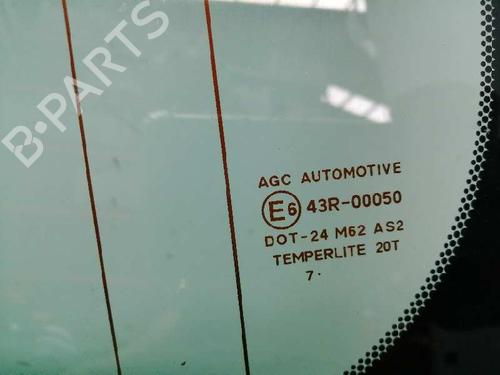 B-PARTS
AGC AUTOMOTIVE
E6 43R-00050
DOT-24 M62 AS2
TEMPERLITE 20T
7.